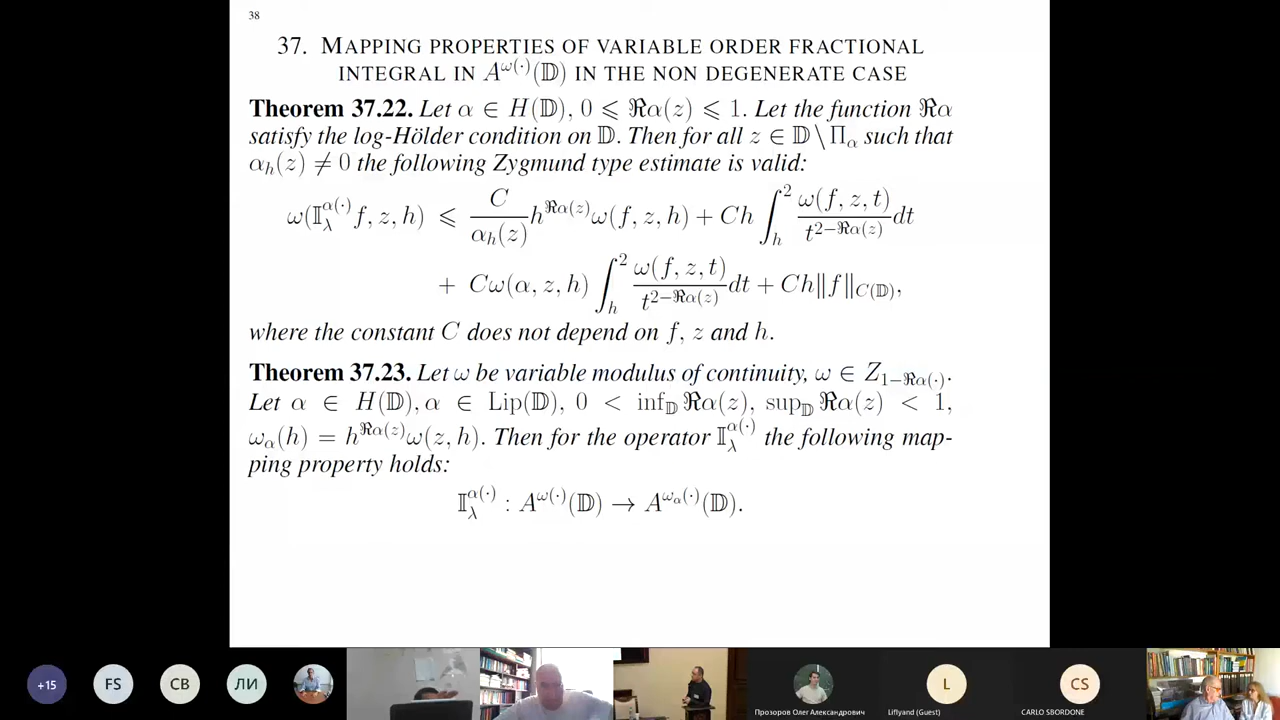 38
37. MAPPING PROPERTIES OF VARIABLE ORDER FRACTIONAL
INTEGRAL IN A^{ω(·)}(𝔻) IN THE NON DEGENERATE CASE
Theorem 37.22. Let α ∈ H(𝔻), 0 ⩽ ℜα(z) ⩽ 1. Let the function ℜα
satisfy the log-Hölder condition on 𝔻. Then for all z ∈ 𝔻\Π_α such that
α_h(z) ≠ 0 the following Zygmund type estimate is valid:
ω(𝕀_λ^{α(·)} f, z, h) ⩽ \frac{C}{α_h(z)} h^{ℜα(z)} ω(f, z, h) + Ch ∫_h^2 \frac{ω(f, z, t)}{t^{2−ℜα(z)}} dt
+ Cω(α, z, h) ∫_h^2 \frac{ω(f, z, t)}{t^{2−ℜα(z)}} dt + Ch‖f‖_{C(𝔻)},
where the constant C does not depend on f, z and h.
Theorem 37.23. Let ω be variable modulus of continuity, ω ∈ Z_{1−ℜα(·)}.
Let α ∈ H(𝔻), α ∈ Lip(𝔻), 0 < inf_𝔻 ℜα(z), sup_𝔻 ℜα(z) < 1,
ω_α(h) = h^{ℜα(z)} ω(z, h). Then for the operator 𝕀_λ^{α(·)} the following map-
ping property holds:
𝕀_λ^{α(·)} : A^{ω(·)}(𝔻) → A^{ω_α(·)}(𝔻).
+15
FS
СВ
ЛИ
L
CS
Прозоров Олег Александрович
Liflyand (Guest)
CARLO SBORDONE